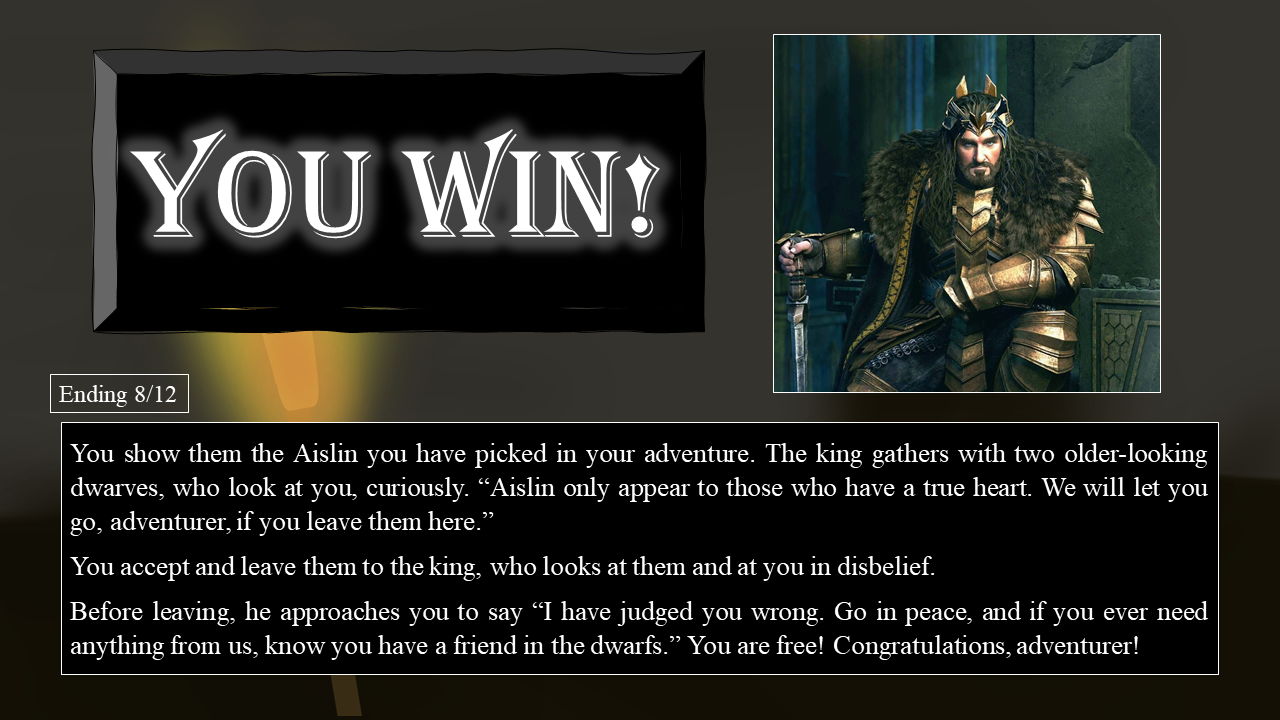 YOU WIN!
Ending 8/12
You show them the Aislin you have picked in your adventure. The king gathers with two older-looking
dwarves, who look at you, curiously. “Aislin only appear to those who have a true heart. We will let you
go, adventurer, if you leave them here.”
You accept and leave them to the king, who looks at them and at you in disbelief.
Before leaving, he approaches you to say “I have judged you wrong. Go in peace, and if you ever need
anything from us, know you have a friend in the dwarfs.” You are free! Congratulations, adventurer!